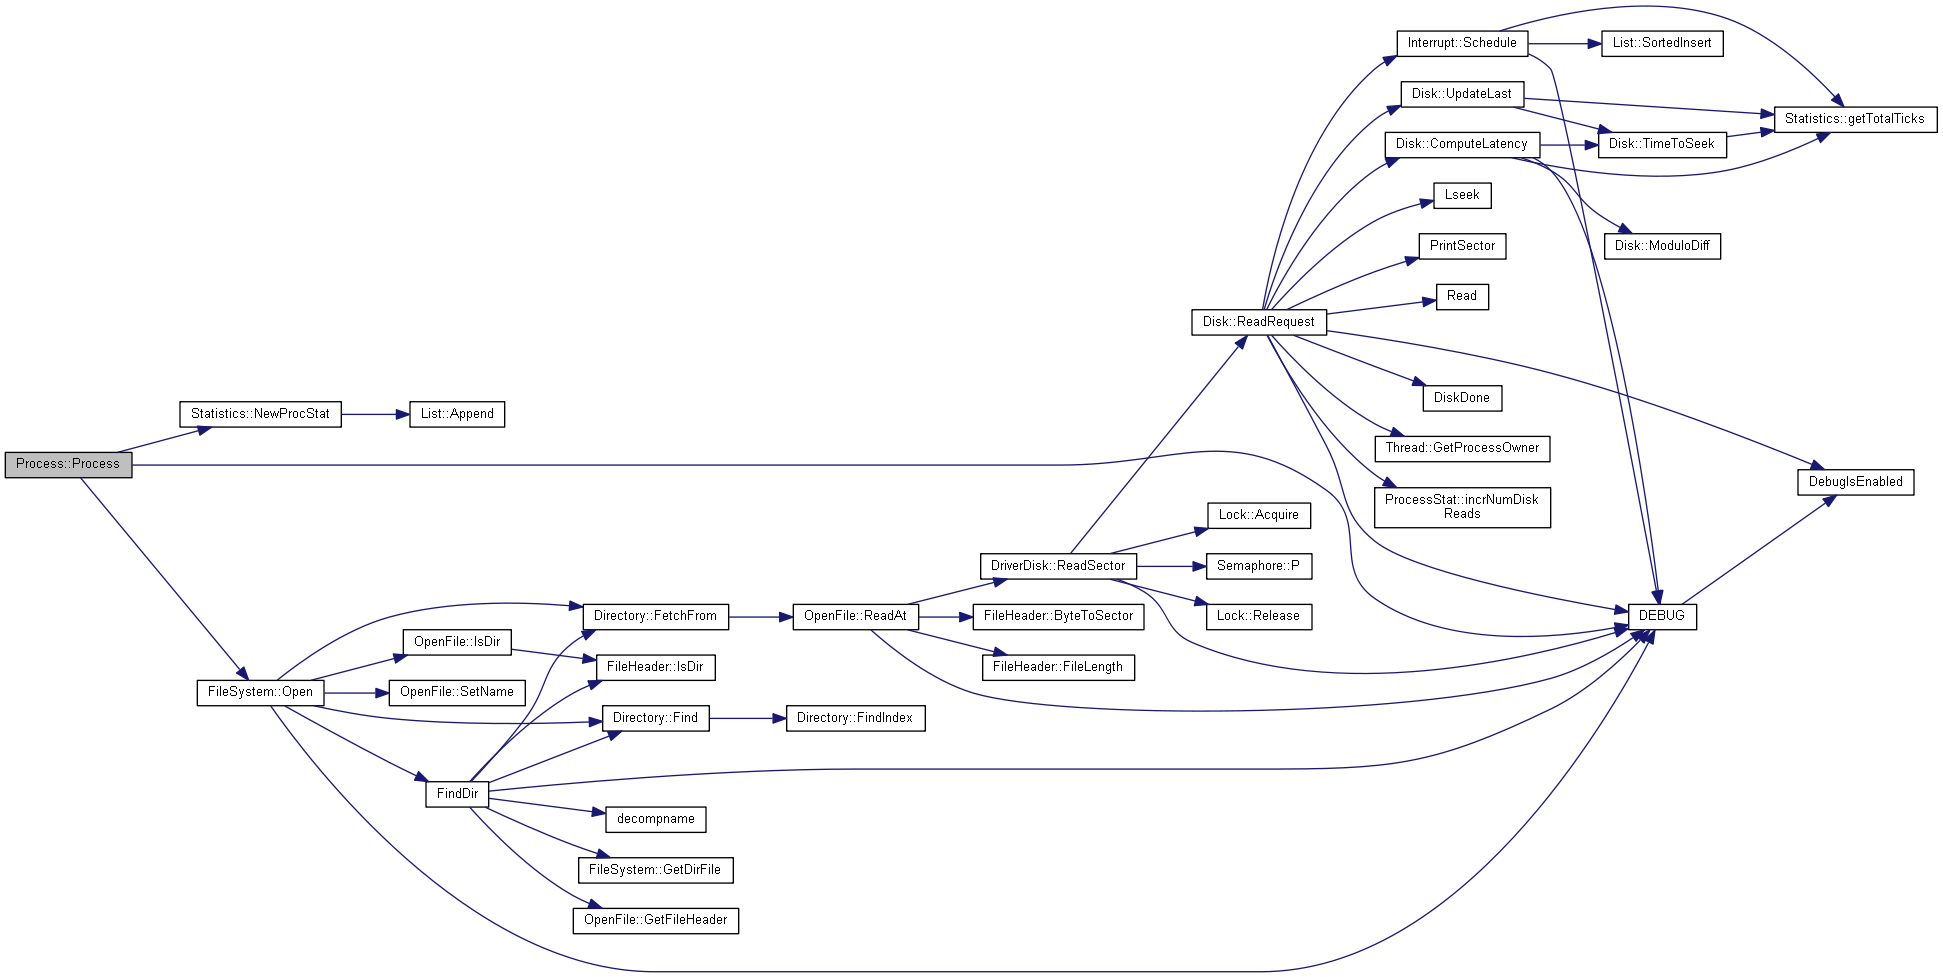 Interrupt::Schedule
List::SortedInsert
Disk::UpdateLast
Statistics::getTotalTicks
Disk::ComputeLatency
Disk::TimeToSeek
Lseek
PrintSector
Disk::ModuloDiff
Read
Disk::ReadRequest
DiskDone
Statistics::NewProcStat
List::Append
Thread::GetProcessOwner
Process::Process
ProcessStat::incrNumDisk
Reads
DebugIsEnabled
Lock::Acquire
DriverDisk::ReadSector
Semaphore::P
Directory::FetchFrom
OpenFile::ReadAt
FileHeader::ByteToSector
Lock::Release
DEBUG
OpenFile::IsDir
FileHeader::IsDir
FileHeader::FileLength
FileSystem::Open
OpenFile::SetName
Directory::Find
Directory::FindIndex
FindDir
decompname
FileSystem::GetDirFile
OpenFile::GetFileHeader